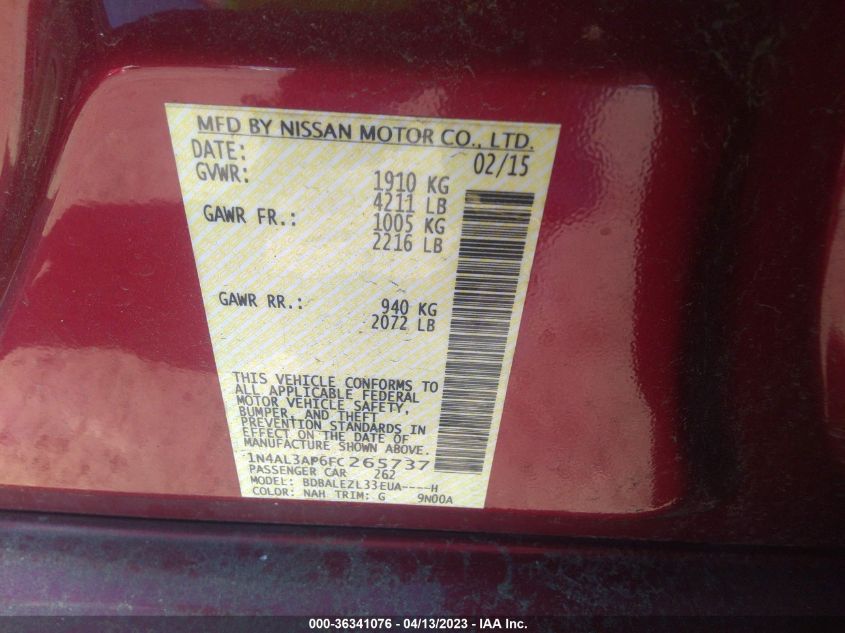 MFD BY NISSAN MOTOR CO., LTD.
DATE: 02/15
GVWR: 1910 KG
4211 LB
GAWR FR.: 1005 KG
2216 LB
GAWR RR.: 940 KG
2072 LB
THIS VEHICLE CONFORMS TO
ALL APPLICABLE FEDERAL
MOTOR VEHICLE SAFETY,
BUMPER, AND THEFT
PREVENTION STANDARDS IN
EFFECT ON THE DATE OF
MANUFACTURE SHOWN ABOVE.
1N4AL3AP6FC265737
PASSENGER CAR 262
MODEL: BDBALEZL33EUA----H
COLOR: NAH TRIM: G 9N00A
000-36341076 - 04/13/2023 - IAA Inc.